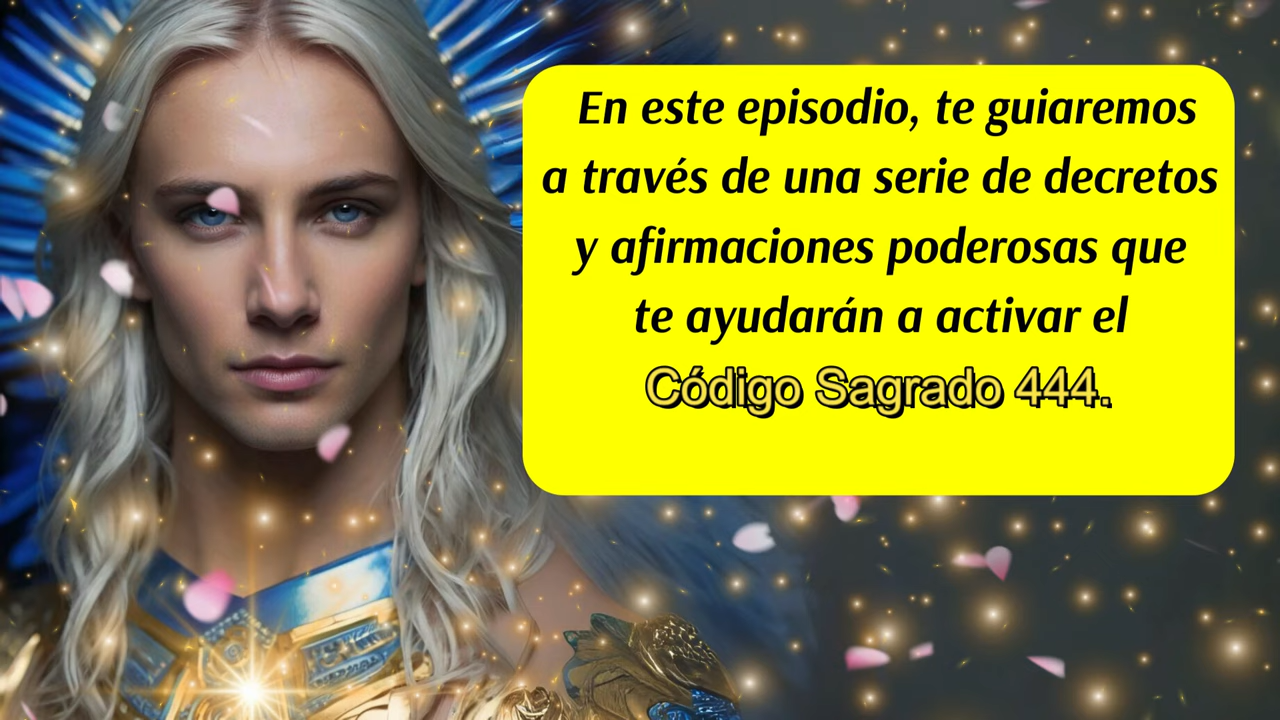 En este episodio, te guiaremos
a través de una serie de decretos
y afirmaciones poderosas que
te ayudarán a activar el
Código Sagrado 444.